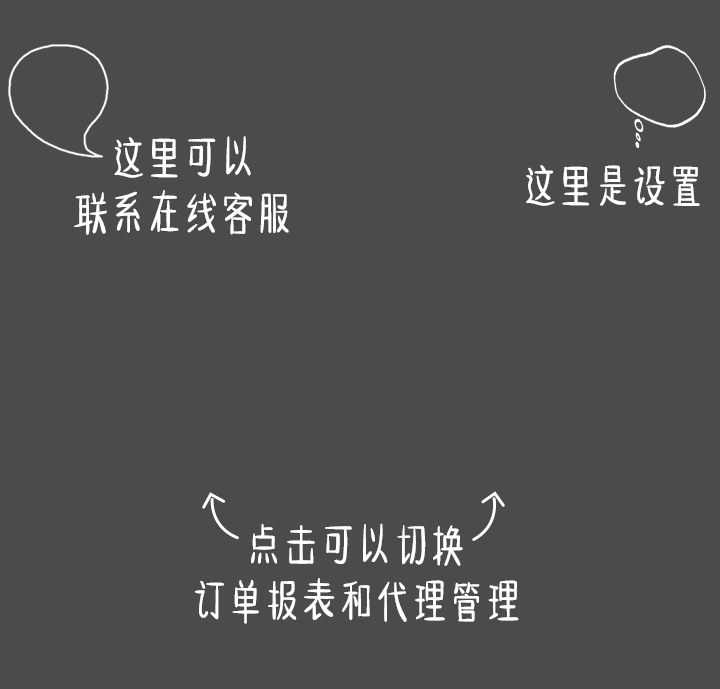 这里可以
联系在线客服
这里是设置
点击可以切换
订单报表和代理管理